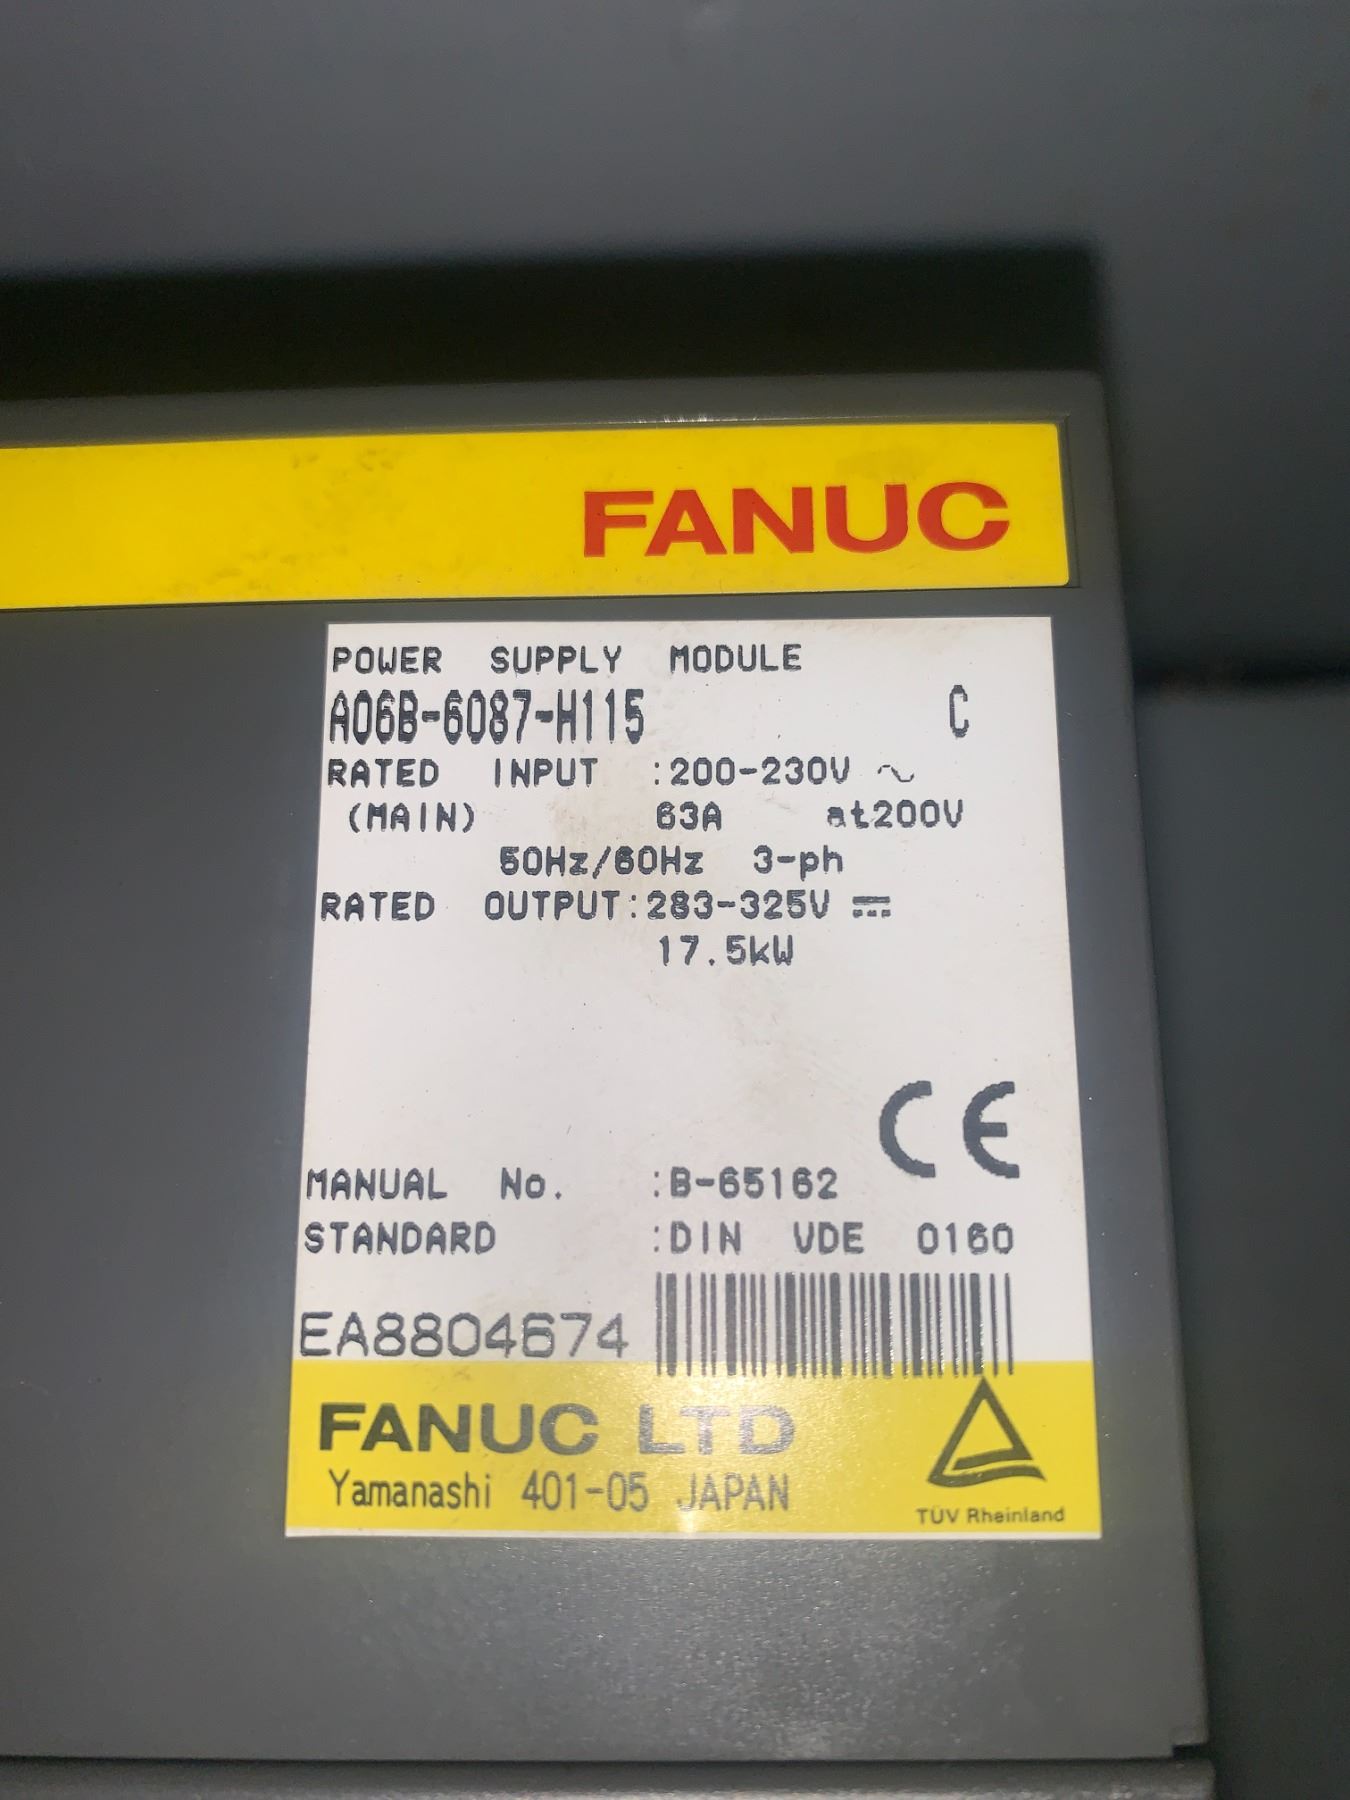 FANUC
POWER SUPPLY MODULE
A06B-6087-H115 C
RATED INPUT :200-230V ~
(MAIN) 63A at200V
50Hz/60Hz 3-ph
RATED OUTPUT:283-325V ⎓
17.5kW
CE
MANUAL No. :B-65162
STANDARD :DIN VDE 0160
EA8804674
FANUC LTD
Yamanashi 401-05 JAPAN
TÜV Rheinland